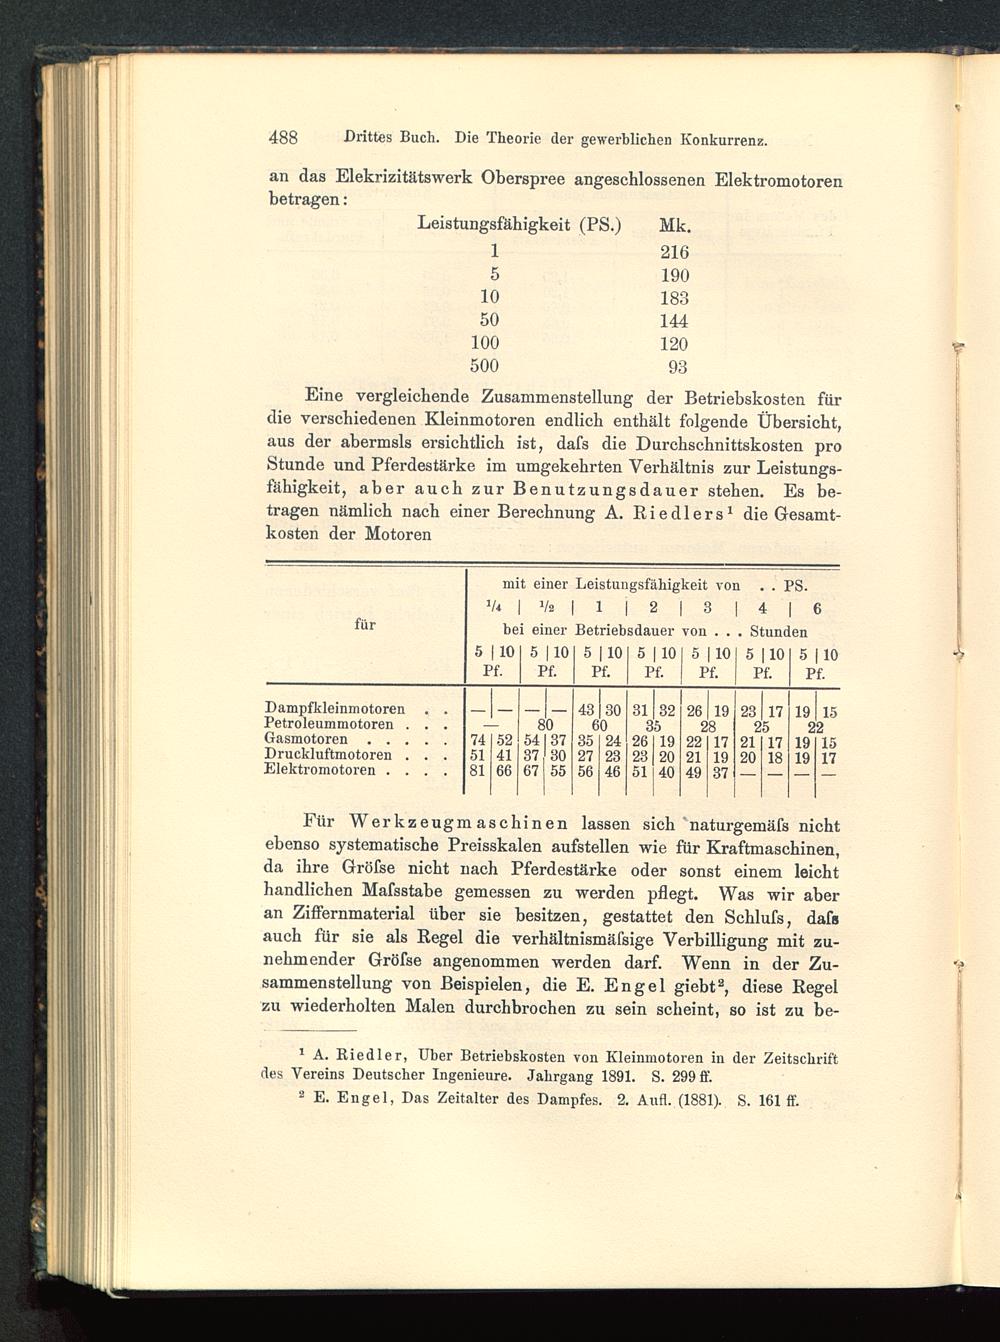 488 Drittes Buch. Die Theorie der gewerblichen Konkurrenz.
an das Elekrizitätswerk Oberspree angeschlossenen Elektromotoren
betragen:
Leistungsfähigkeit (PS.) Mk.
1 216
5 190
10 183
50 144
100 120
500 93
Eine vergleichende Zusammenstellung der Betriebskosten für
die verschiedenen Kleinmotoren endlich enthält folgende Übersicht,
aus der abermsls ersichtlich ist, daſs die Durchschnittskosten pro
Stunde und Pferdestärke im umgekehrten Verhältnis zur Leistungs-
fähigkeit, aber auch zur Benutzungsdauer stehen. Es be-
tragen nämlich nach einer Berechnung A. Riedlers¹ die Gesamt-
kosten der Motoren
für
mit einer Leistungsfähigkeit von . . PS.
¼ | ½ | 1 | 2 | 3 | 4 | 6
bei einer Betriebsdauer von . . . Stunden
5 | 10 | 5 | 10 | 5 | 10 | 5 | 10 | 5 | 10 | 5 | 10 | 5 | 10
Pf. Pf. Pf. Pf. Pf. Pf. Pf.
Dampfkleinmotoren . . — | — | — | — | 43 | 30 | 31 | 32 | 26 | 19 | 23 | 17 | 19 | 15
Petroleummotoren . . . — 80 60 35 28 25 22
Gasmotoren . . . . . 74 | 52 | 54 | 37 | 35 | 24 | 26 | 19 | 22 | 17 | 21 | 17 | 19 | 15
Druckluftmotoren . . . 51 | 41 | 37 | 30 | 27 | 23 | 23 | 20 | 21 | 19 | 20 | 18 | 19 | 17
Elektromotoren . . . . 81 | 66 | 67 | 55 | 56 | 46 | 51 | 40 | 49 | 37 | — | — | — | —
Für Werkzeugmaschinen lassen sich naturgemäſs nicht
ebenso systematische Preisskalen aufstellen wie für Kraftmaschinen,
da ihre Gröſse nicht nach Pferdestärke oder sonst einem leicht
handlichen Maſsstabe gemessen zu werden pflegt. Was wir aber
an Ziffernmaterial über sie besitzen, gestattet den Schluſs, daſs
auch für sie als Regel die verhältnismäſsige Verbilligung mit zu-
nehmender Gröſse angenommen werden darf. Wenn in der Zu-
sammenstellung von Beispielen, die E. Engel giebt², diese Regel
zu wiederholten Malen durchbrochen zu sein scheint, so ist zu be-
¹ A. Riedler, Uber Betriebskosten von Kleinmotoren in der Zeitschrift
des Vereins Deutscher Ingenieure. Jahrgang 1891. S. 299 ff.
² E. Engel, Das Zeitalter des Dampfes. 2. Aufl. (1881). S. 161 ff.